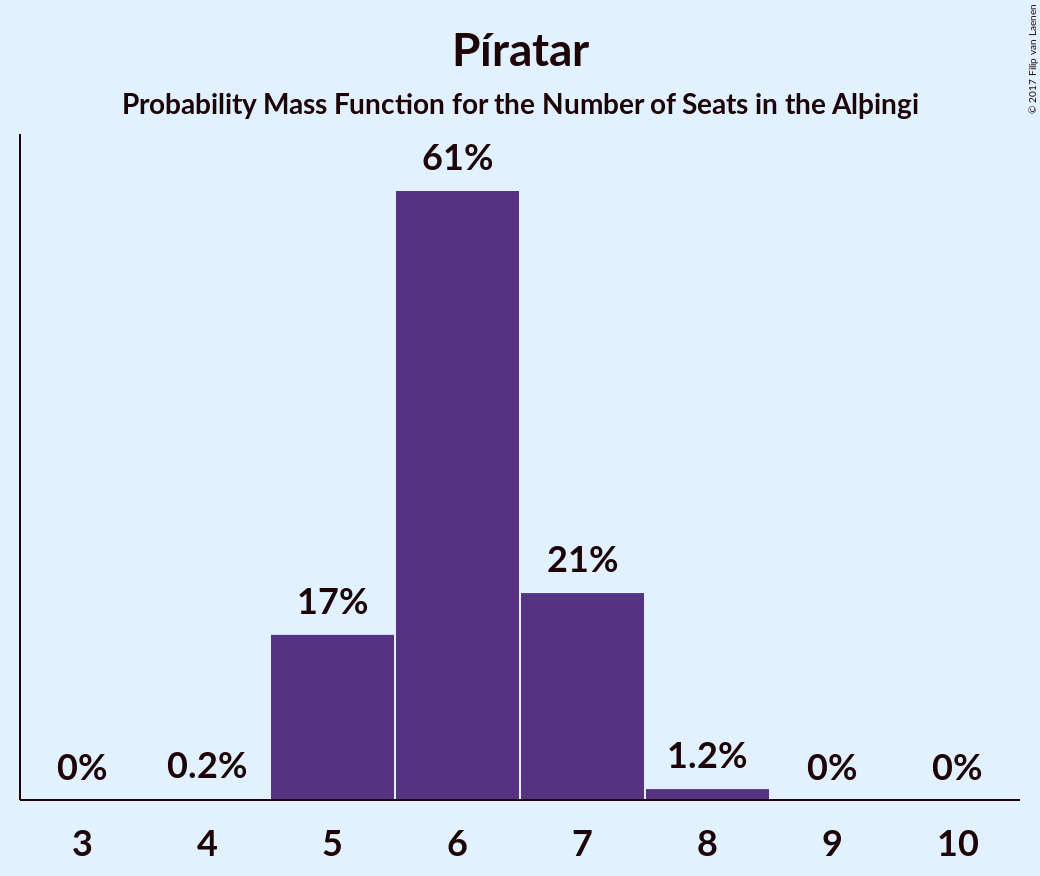 Píratar
Probability Mass Function for the Number of Seats in the Alþingi
© 2017 Filip van Laenen
61%
21%
17%
1.2%
0%
0.2%
0%
0%
3 4 5 6 7 8 9 10